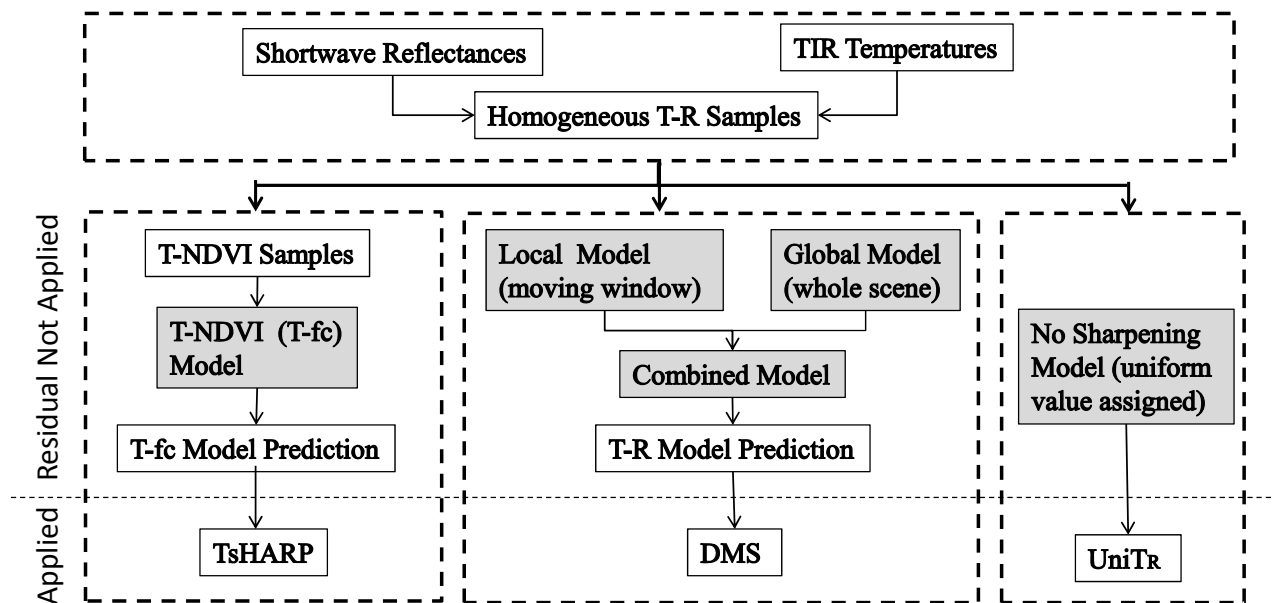 Shortwave Reflectances
TIR Temperatures
Homogeneous T-R Samples
Residual Not Applied
T-NDVI Samples
T-NDVI (T-fc)
Model
T-fc Model Prediction
Local Model
(moving window)
Global Model
(whole scene)
Combined Model
T-R Model Prediction
No Sharpening
Model (uniform
value assigned)
Applied
TsHARP
DMS
UniTR